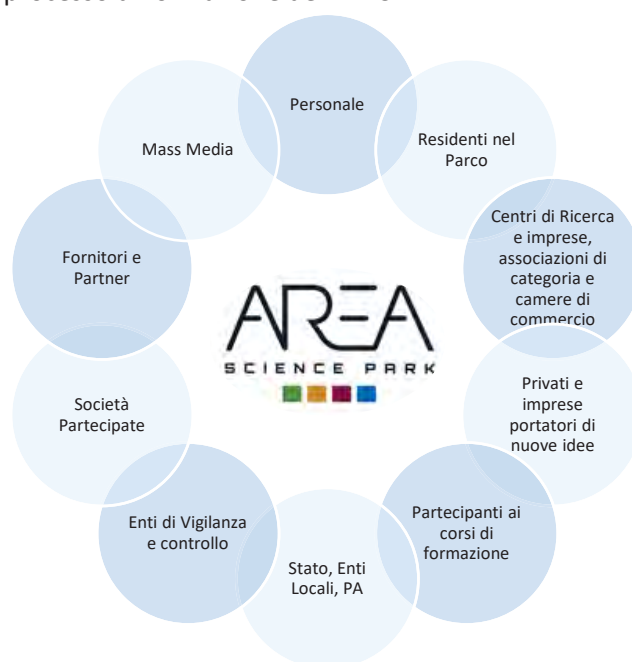 Personale
Residenti nel
Parco
Centri di Ricerca
e imprese,
associazioni di
categoria e
camere di
commercio
Privati e
imprese
portatori di
nuove idee
Partecipanti ai
corsi di
formazione
Stato, Enti
Locali, PA
Enti di Vigilanza
e controllo
Società
Partecipate
Fornitori e
Partner
Mass Media
AREA
SCIENCE PARK